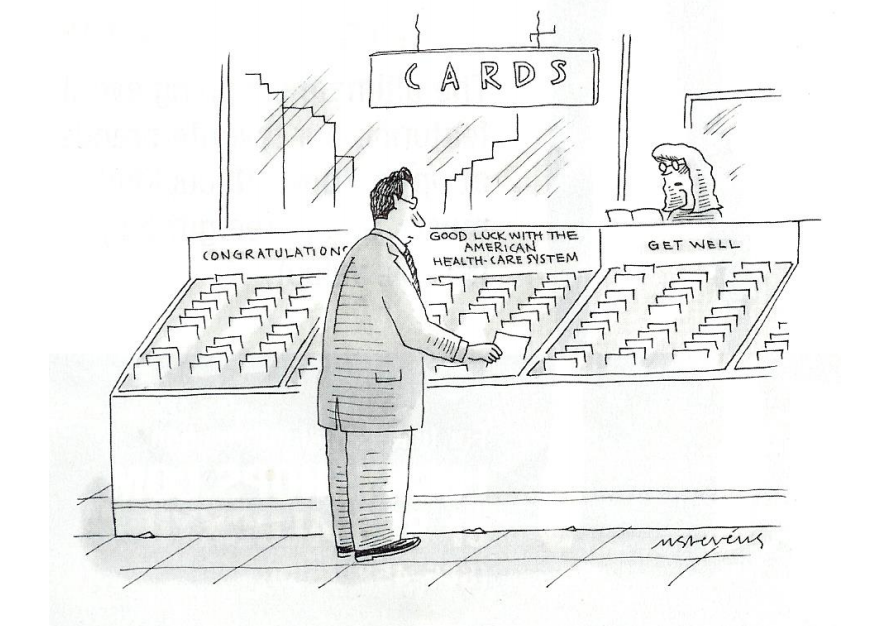 CARDS
CONGRATULATIONS
GOOD LUCK WITH THE
AMERICAN
HEALTH-CARE SYSTEM
GET WELL
MSTEVENS